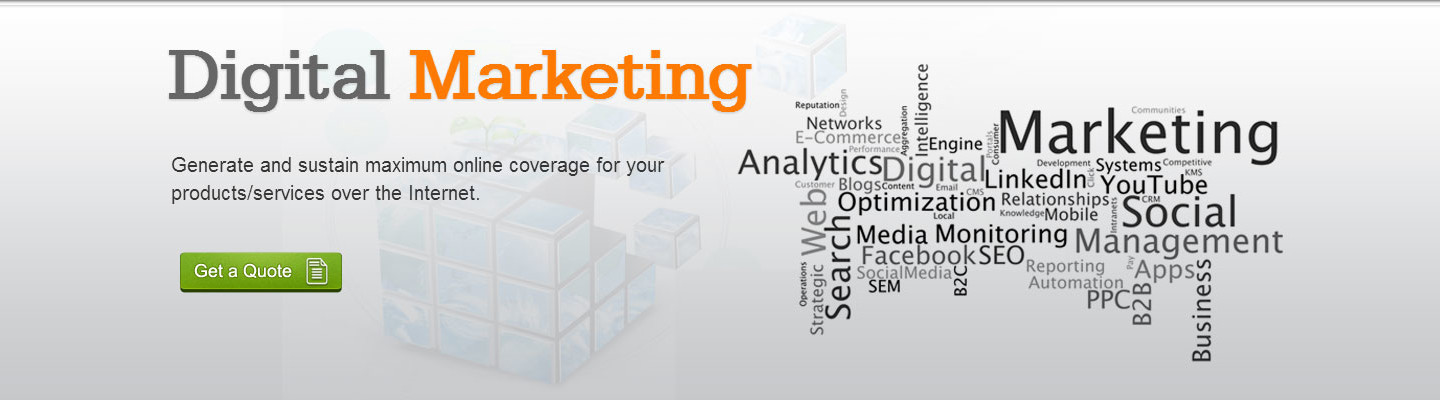 Digital Marketing
Generate and sustain maximum online coverage for your
products/services over the Internet.
Get a Quote
Reputation
Design
Networks
E-Commerce
Performance
Aggregation
Intelligence
Engine
Portals
Consumer
Marketing
Communities
Analytics
Digital
Development
Systems
Competitive
KMS
Customer
Blogs
Content
Email
CMS
LinkedIn
Click
YouTube
Web
Optimization
Local
Relationships
Knowledge
Mobile
Intranets
CRM
Social
Search
Media Monitoring
Management
Facebook
SEO
SocialMedia
SEM
B2C
Operations
Strategic
Reporting
Automation
Pay
Apps
PPC
B2B
Business